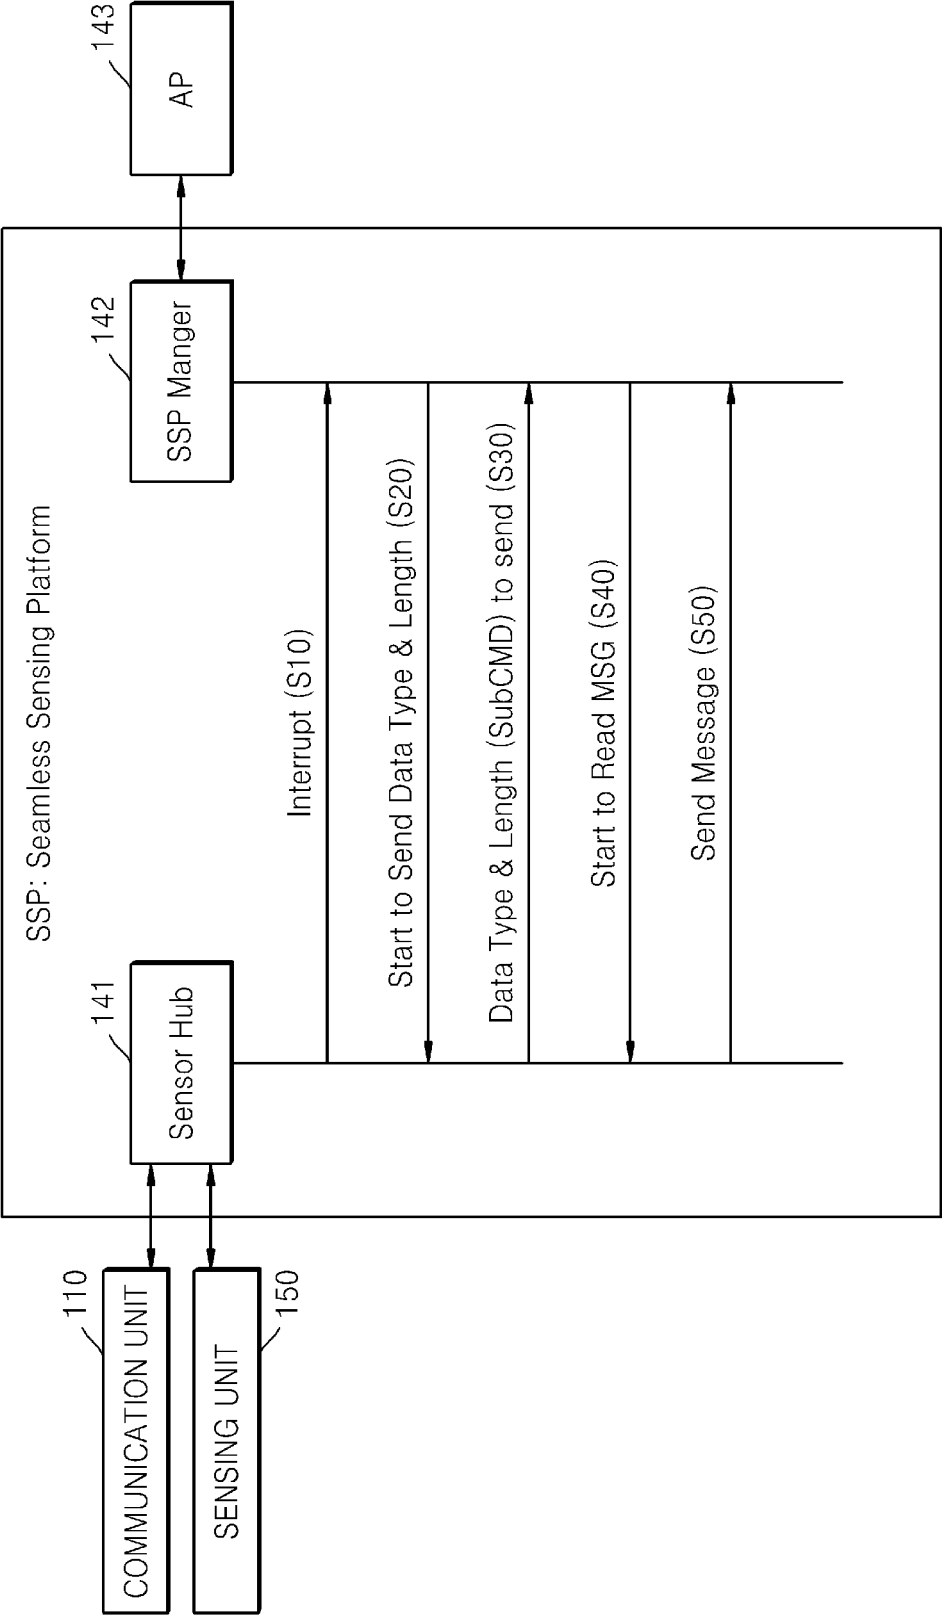 SSP: Seamless Sensing Platform
110
COMMUNICATION UNIT
SENSING UNIT
150
141
Sensor Hub
142
SSP Manger
143
AP
Interrupt (S10)
Start to Send Data Type & Length (S20)
Data Type & Length (SubCMD) to send (S30)
Start to Read MSG (S40)
Send Message (S50)